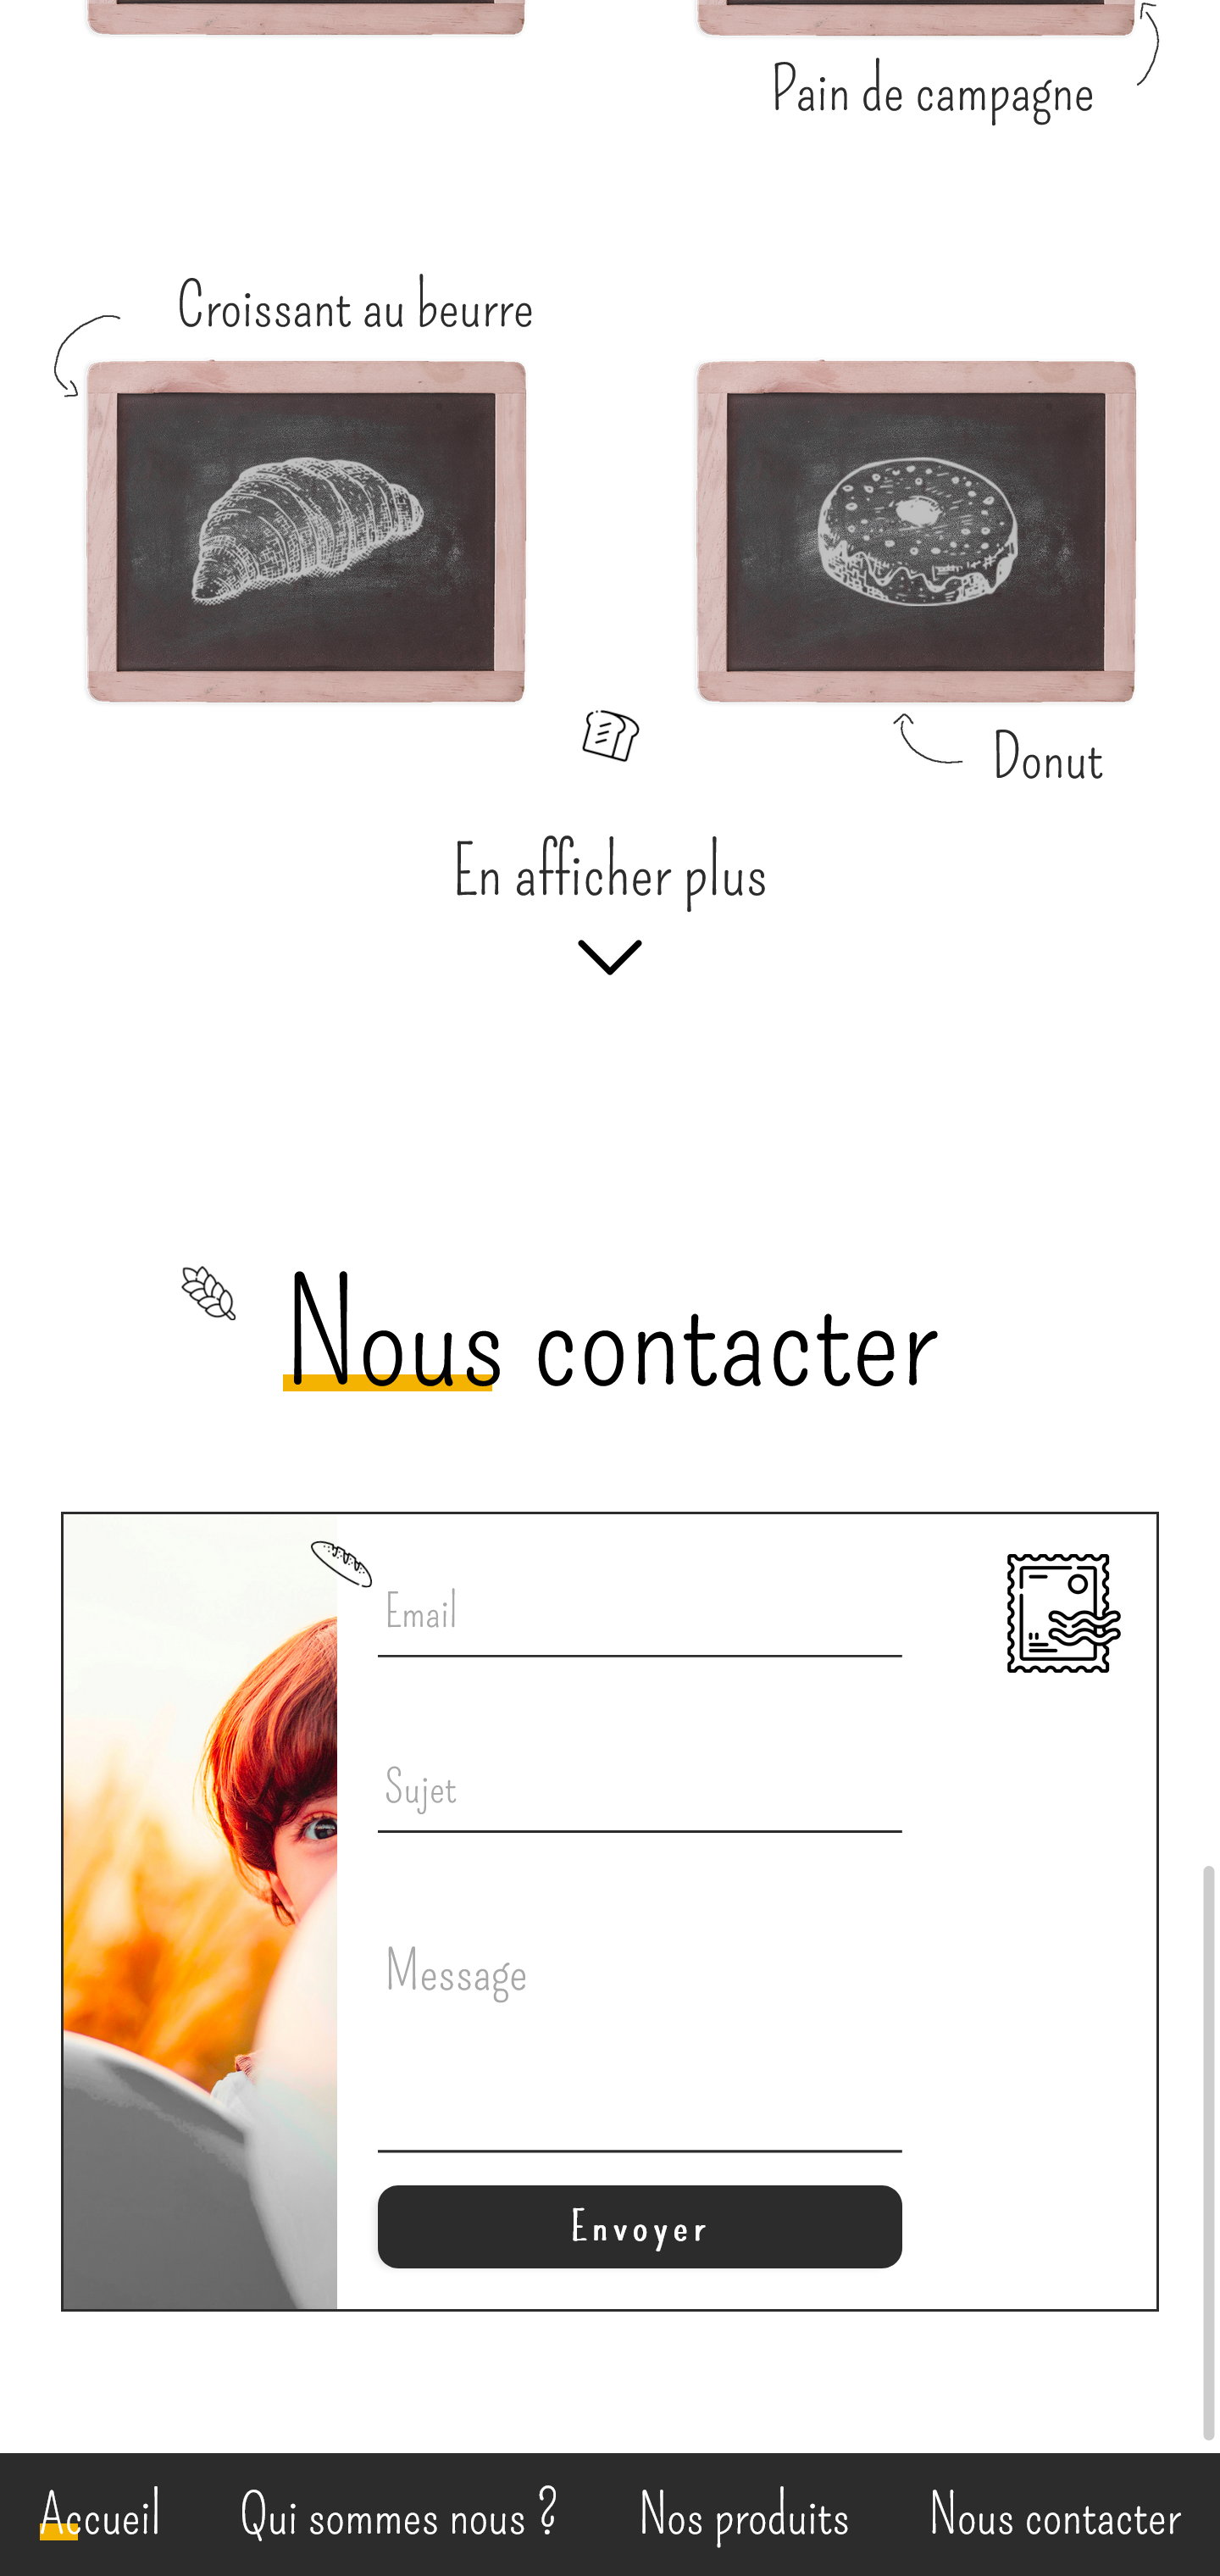 Pain de campagne
Croissant au beurre
Donut
En afficher plus
Nous contacter
Email
Sujet
Message
Envoyer
Accueil Qui sommes nous ? Nos produits Nous contacter